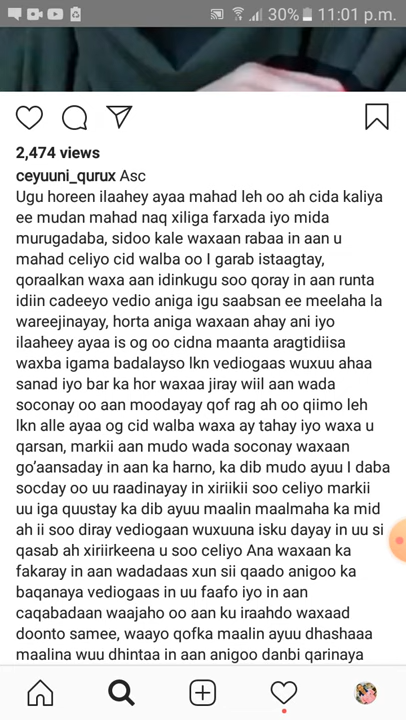 30% 11:01 p.m.
2,474 views
ceyuuni_qurux Asc
Ugu horeen ilaahey ayaa mahad leh oo ah cida kaliya
ee mudan mahad naq xiliga farxada iyo mida
murugadaba, sidoo kale waxaan rabaa in aan u
mahad celiyo cid walba oo I garab istaagtay,
qoraalkan waxa aan idinkugu soo qoray in aan runta
idiin cadeeyo vedio aniga igu saabsan ee meelaha la
wareejinayay, horta aniga waxaan ahay ani iyo
ilaaheey ayaa is og oo cidna maanta aragtidiisa
waxba igama badalayso lkn vediogaas wuxuu ahaa
sanad iyo bar ka hor waxaa jiray wiil aan wada
soconay oo aan moodayay qof rag ah oo qiimo leh
lkn alle ayaa og cid walba waxa ay tahay iyo waxa u
qarsan, markii aan mudo wada soconay waxaan
go'aansaday in aan ka harno, ka dib mudo ayuu I daba
socday oo uu raadinayay in xiriikii soo celiyo markii
uu iga quustay ka dib ayuu maalin maalmaha ka mid
ah ii soo diray vediogaan wuxuuna isku dayay in uu si
qasab ah xiriirkeena u soo celiyo Ana waxaan ka
fakaray in aan wadadaas xun sii qaado anigoo ka
baqanaya vediogaas in uu faafo iyo in aan
caqabadaan waajaho oo aan ku iraahdo waxaad
doonto samee, waayo qofka maalin ayuu dhashaaa
maalina wuu dhintaa in aan anigoo danbi qarinaya